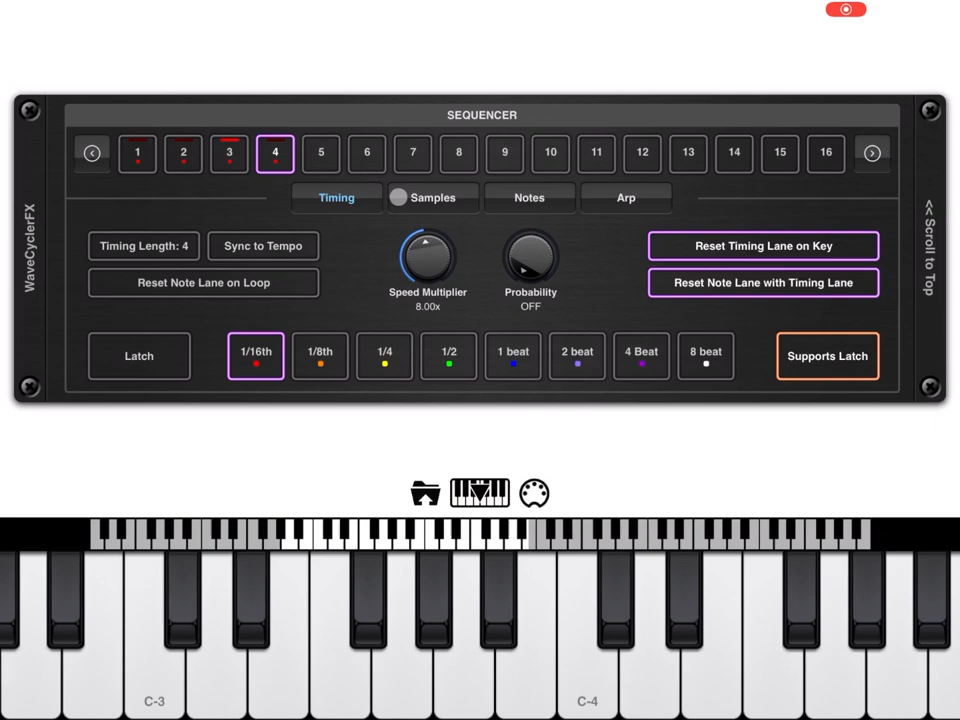 SEQUENCER
1 2 3 4 5 6 7 8 9 10 11 12 13 14 15 16
Timing Samples Notes Arp
WaveCyclerFX
<< Scroll to Top
Timing Length: 4 Sync to Tempo
Reset Note Lane on Loop
Speed Multiplier
8.00x
Probability
OFF
Reset Timing Lane on Key
Reset Note Lane with Timing Lane
Latch
1/16th 1/8th 1/4 1/2 1 beat 2 beat 4 Beat 8 beat
Supports Latch
C-3 C-4